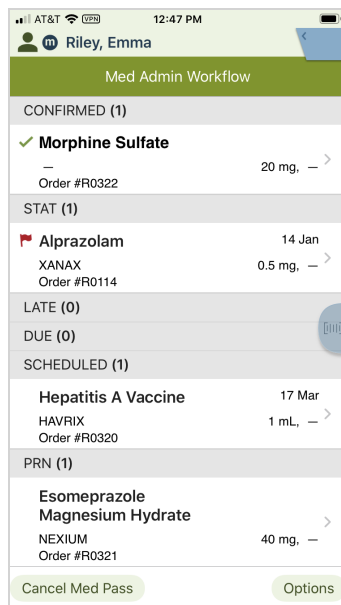 AT&T VPN 12:47 PM
m Riley, Emma
Med Admin Workflow
CONFIRMED (1)
Morphine Sulfate
— 20 mg, —
Order #R0322
STAT (1)
Alprazolam 14 Jan
XANAX 0.5 mg, —
Order #R0114
LATE (0)
DUE (0)
SCHEDULED (1)
Hepatitis A Vaccine 17 Mar
HAVRIX 1 mL, —
Order #R0320
PRN (1)
Esomeprazole
Magnesium Hydrate
NEXIUM 40 mg, —
Order #R0321
Cancel Med Pass Options